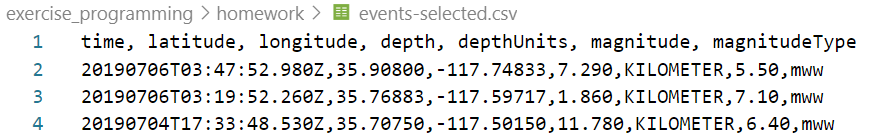 exercise_programming > homework > events-selected.csv
1 time, latitude, longitude, depth, depthUnits, magnitude, magnitudeType
2 20190706T03:47:52.980Z,35.90800,-117.74833,7.290,KILOMETER,5.50,mww
3 20190706T03:19:52.260Z,35.76883,-117.59717,1.860,KILOMETER,7.10,mww
4 20190704T17:33:48.530Z,35.70750,-117.50150,11.780,KILOMETER,6.40,mww